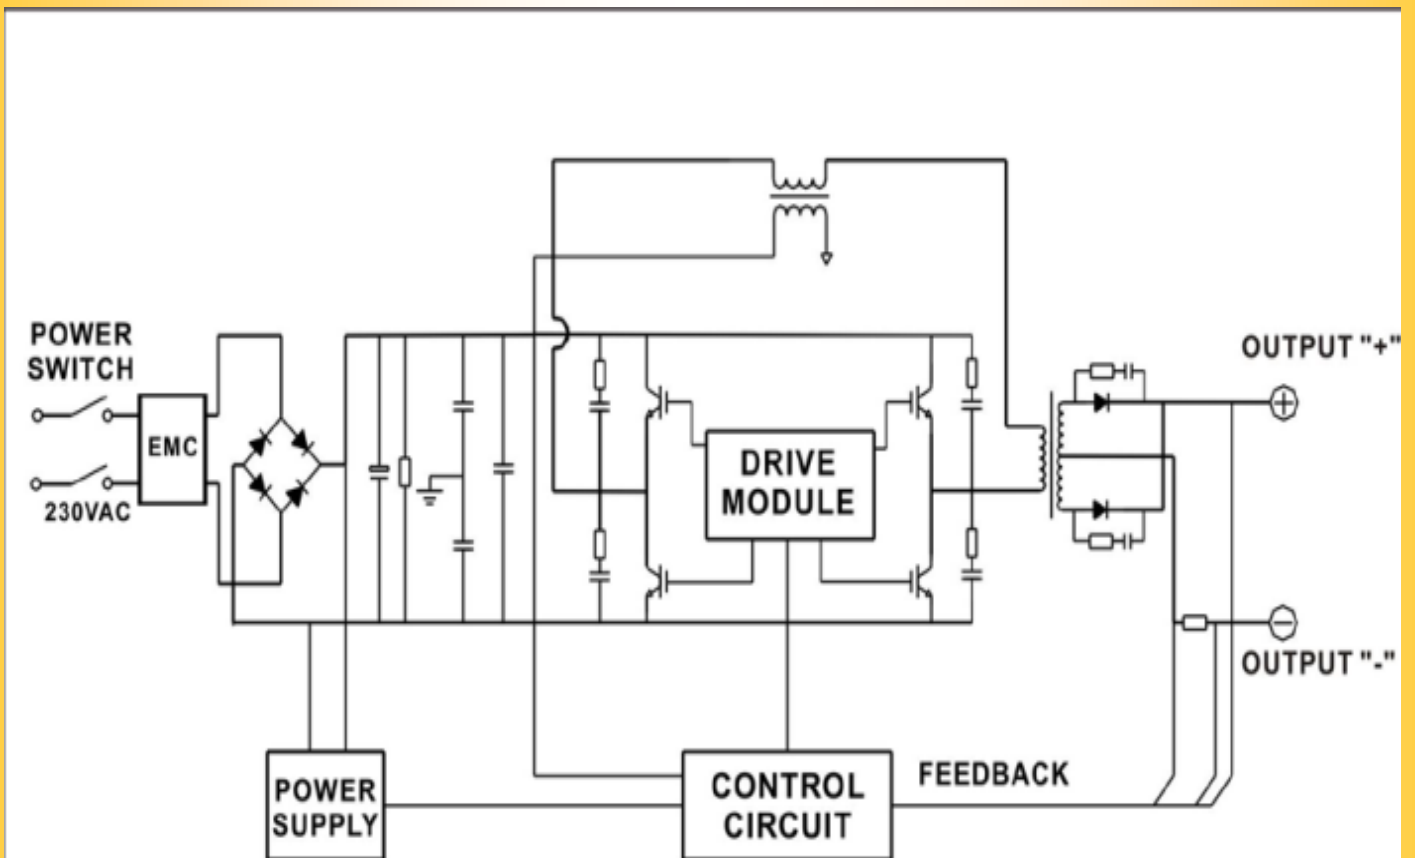 POWER
SWITCH
EMC
230VAC
DRIVE
MODULE
OUTPUT "+"
OUTPUT "-"
POWER
SUPPLY
CONTROL
CIRCUIT
FEEDBACK